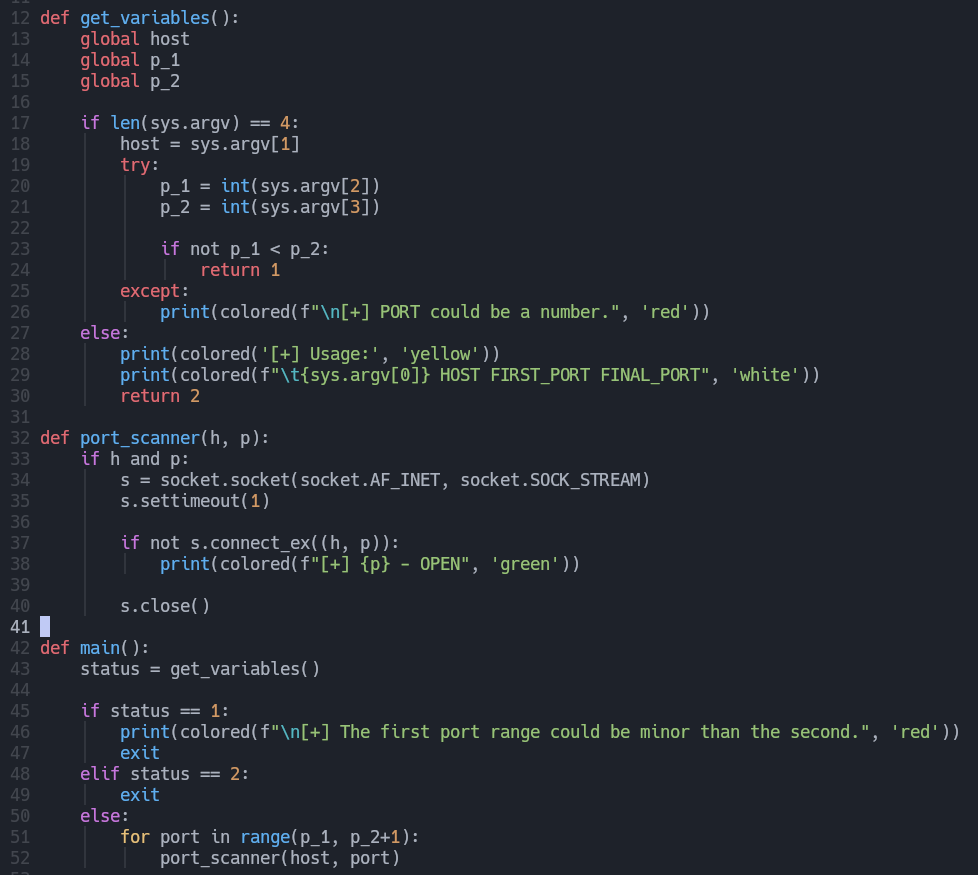 12 def get_variables():
13     global host
14     global p_1
15     global p_2
16
17     if len(sys.argv) == 4:
18         host = sys.argv[1]
19         try:
20             p_1 = int(sys.argv[2])
21             p_2 = int(sys.argv[3])
22
23             if not p_1 < p_2:
24                 return 1
25         except:
26             print(colored(f"\n[+] PORT could be a number.", 'red'))
27     else:
28         print(colored('[+] Usage:', 'yellow'))
29         print(colored(f"\t{sys.argv[0]} HOST FIRST_PORT FINAL_PORT", 'white'))
30         return 2
31
32 def port_scanner(h, p):
33     if h and p:
34         s = socket.socket(socket.AF_INET, socket.SOCK_STREAM)
35         s.settimeout(1)
36
37         if not s.connect_ex((h, p)):
38             print(colored(f"[+] {p} - OPEN", 'green'))
39
40         s.close()
41
42 def main():
43     status = get_variables()
44
45     if status == 1:
46         print(colored(f"\n[+] The first port range could be minor than the second.", 'red'))
47         exit
48     elif status == 2:
49         exit
50     else:
51         for port in range(p_1, p_2+1):
52             port_scanner(host, port)